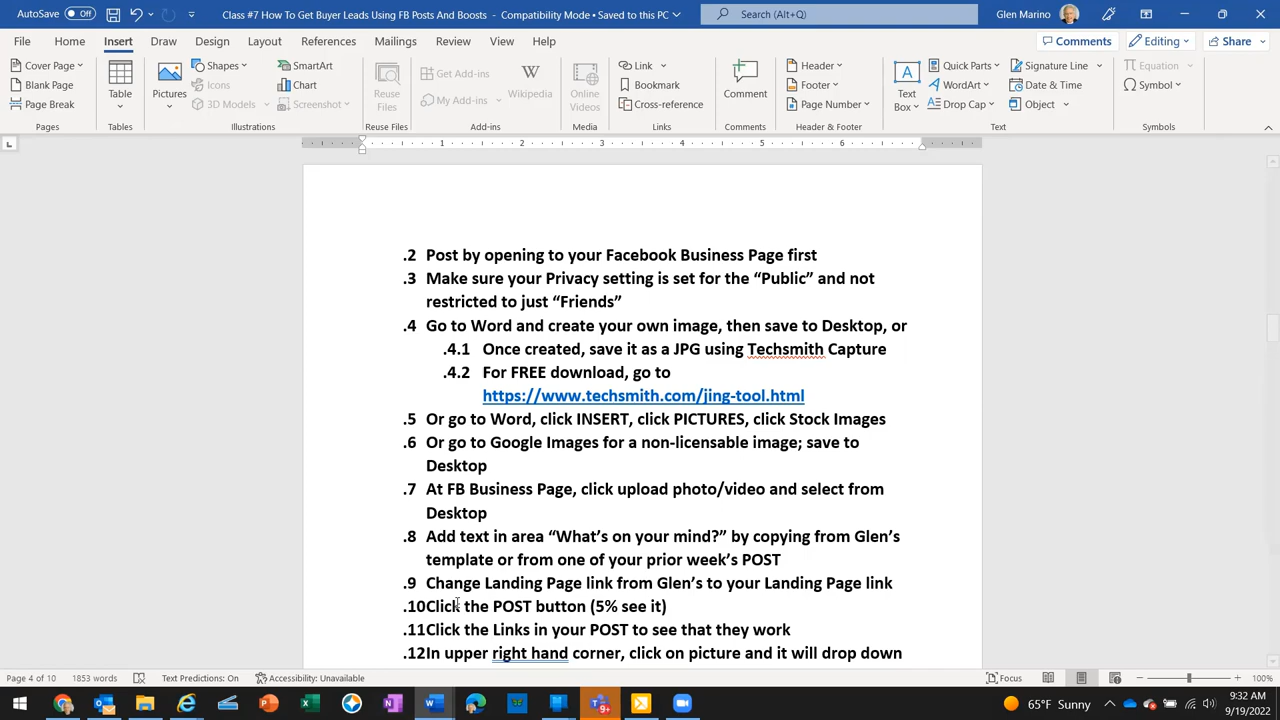 AutoSave Off Class #7 How To Get Buyer Leads Using FB Posts And Boosts - Compatibility Mode • Saved to this PC Search (Alt+Q) Glen Marino
File Home Insert Draw Design Layout References Mailings Review View Help Comments Editing Share
Cover Page
Blank Page
Page Break
Pages
Table
Tables
Pictures
Shapes
Icons
3D Models
SmartArt
Chart
Screenshot
Illustrations
Reuse
Files
Reuse Files
Get Add-ins
My Add-ins
Wikipedia
Add-ins
Online
Videos
Media
Link
Bookmark
Cross-reference
Links
Comment
Comments
Header
Footer
Page Number
Header & Footer
Text
Box
Quick Parts
WordArt
Drop Cap
Signature Line
Date & Time
Object
Text
Equation
Symbol
Symbols
1 2 3 4 5 6
.2 Post by opening to your Facebook Business Page first
.3 Make sure your Privacy setting is set for the “Public” and not
restricted to just “Friends”
.4 Go to Word and create your own image, then save to Desktop, or
.4.1 Once created, save it as a JPG using Techsmith Capture
.4.2 For FREE download, go to
https://www.techsmith.com/jing-tool.html
.5 Or go to Word, click INSERT, click PICTURES, click Stock Images
.6 Or go to Google Images for a non-licensable image; save to
Desktop
.7 At FB Business Page, click upload photo/video and select from
Desktop
.8 Add text in area “What’s on your mind?” by copying from Glen’s
template or from one of your prior week’s POST
.9 Change Landing Page link from Glen’s to your Landing Page link
.10Click the POST button (5% see it)
.11Click the Links in your POST to see that they work
.12In upper right hand corner, click on picture and it will drop down
Page 4 of 10 1853 words Text Predictions: On Accessibility: Unavailable Focus 100%
65°F Sunny 9:32 AM
9/19/2022